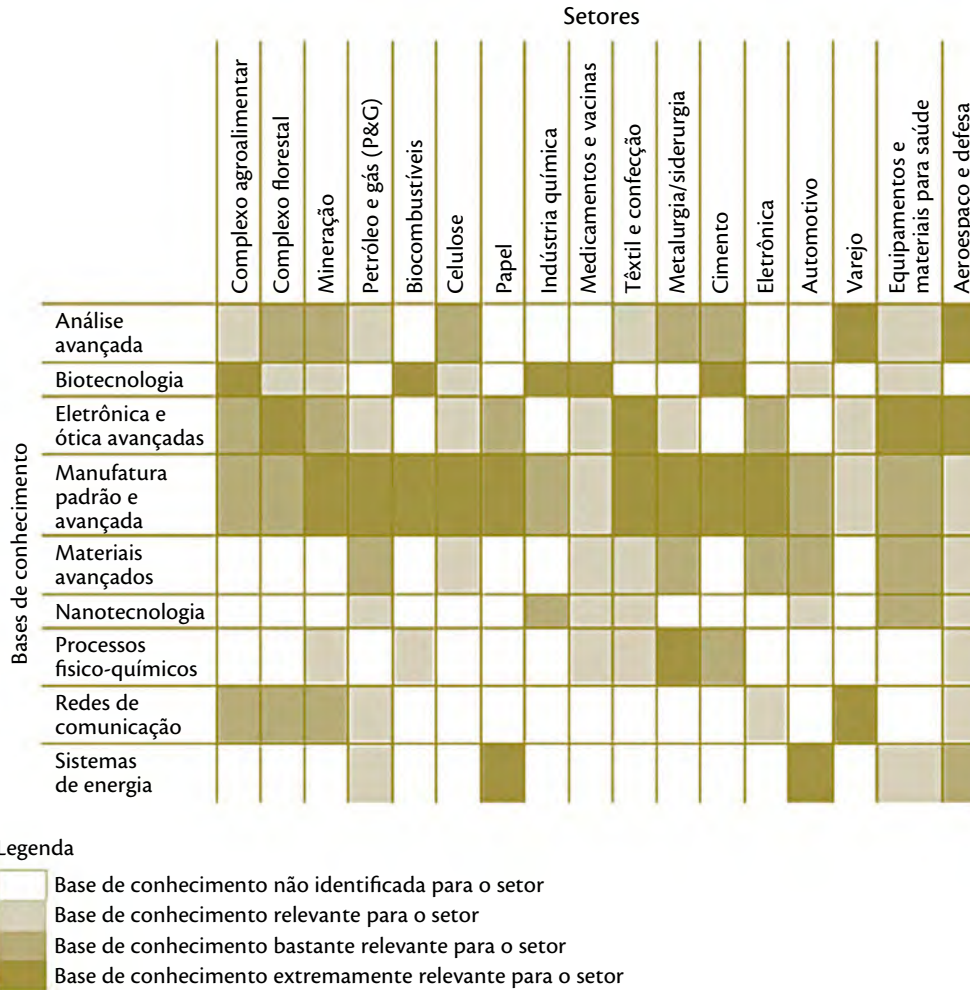 Setores
Complexo agroalimentar
Complexo florestal
Mineração
Petróleo e gás (P&G)
Biocombustíveis
Celulose
Papel
Indústria química
Medicamentos e vacinas
Têxtil e confecção
Metalurgia/siderurgia
Cimento
Eletrônica
Automotivo
Varejo
Equipamentos e
materiais para saúde
Aeroespaço e defesa
Bases de conhecimento
Análise
avançada
Biotecnologia
Eletrônica e
ótica avançadas
Manufatura
padrão e
avançada
Materiais
avançados
Nanotecnologia
Processos
fisico-químicos
Redes de
comunicação
Sistemas
de energia
Legenda
Base de conhecimento não identificada para o setor
Base de conhecimento relevante para o setor
Base de conhecimento bastante relevante para o setor
Base de conhecimento extremamente relevante para o setor